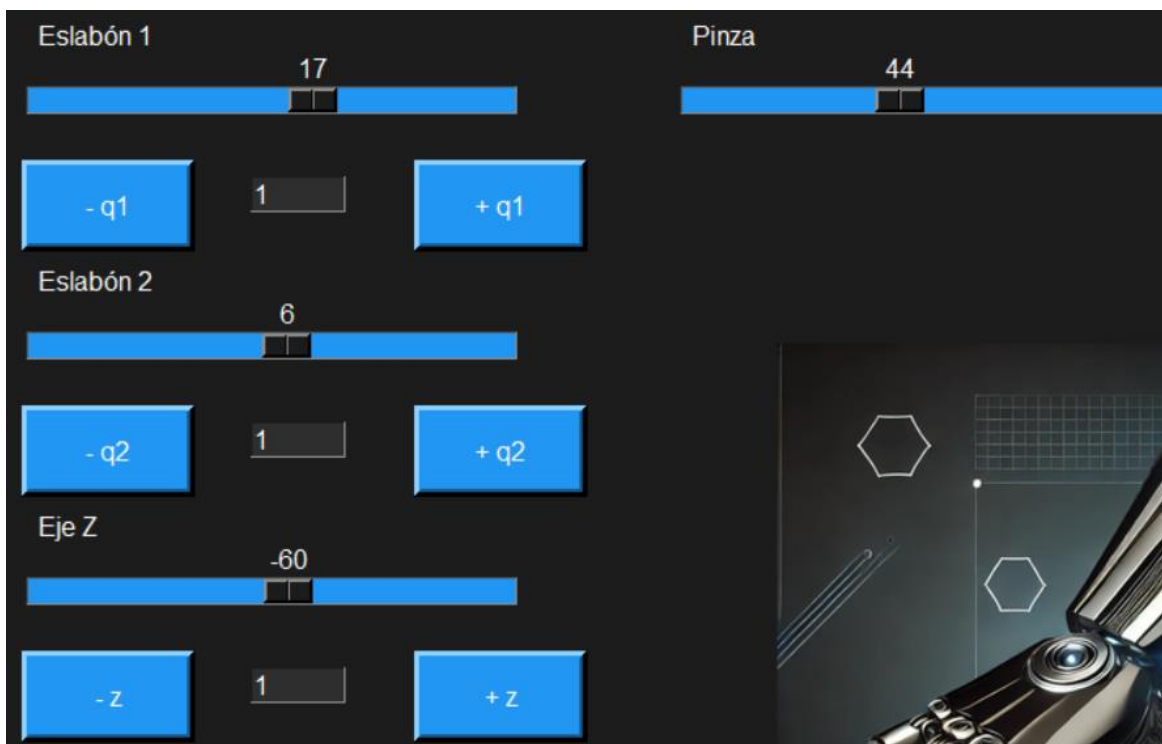 Eslabón 1
Pinza
17
44
- q1
1
+ q1
Eslabón 2
6
- q2
1
+ q2
Eje Z
-60
- z
1
+ z